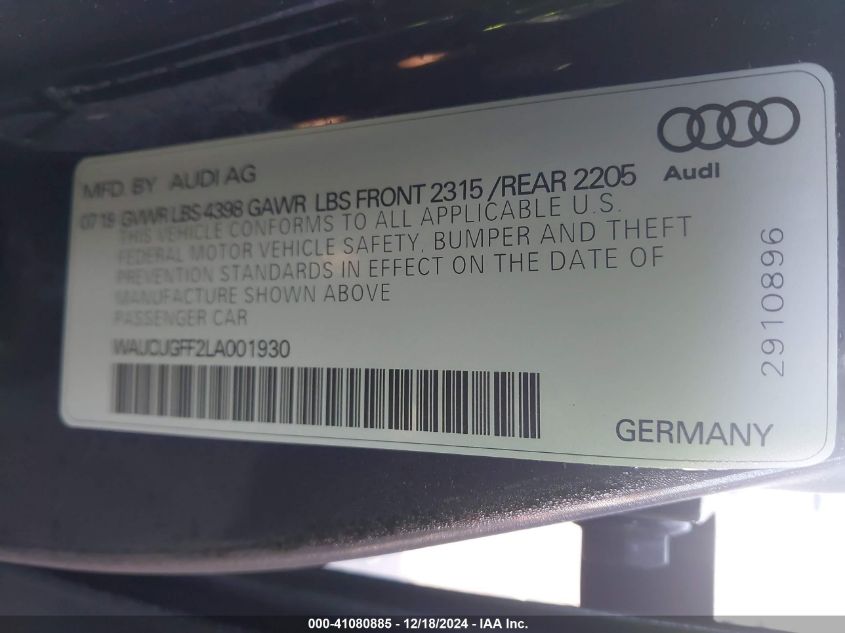 Audi
MFD BY AUDI AG
0719 GVWR LBS 4398 GAWR LBS FRONT 2315 /REAR 2205
THIS VEHICLE CONFORMS TO ALL APPLICABLE U.S.
FEDERAL MOTOR VEHICLE SAFETY, BUMPER AND THEFT
PREVENTION STANDARDS IN EFFECT ON THE DATE OF
MANUFACTURE SHOWN ABOVE
PASSENGER CAR
WAUCUGFF2LA001930
2910896
GERMANY
000-41080885 - 12/18/2024 - IAA Inc.